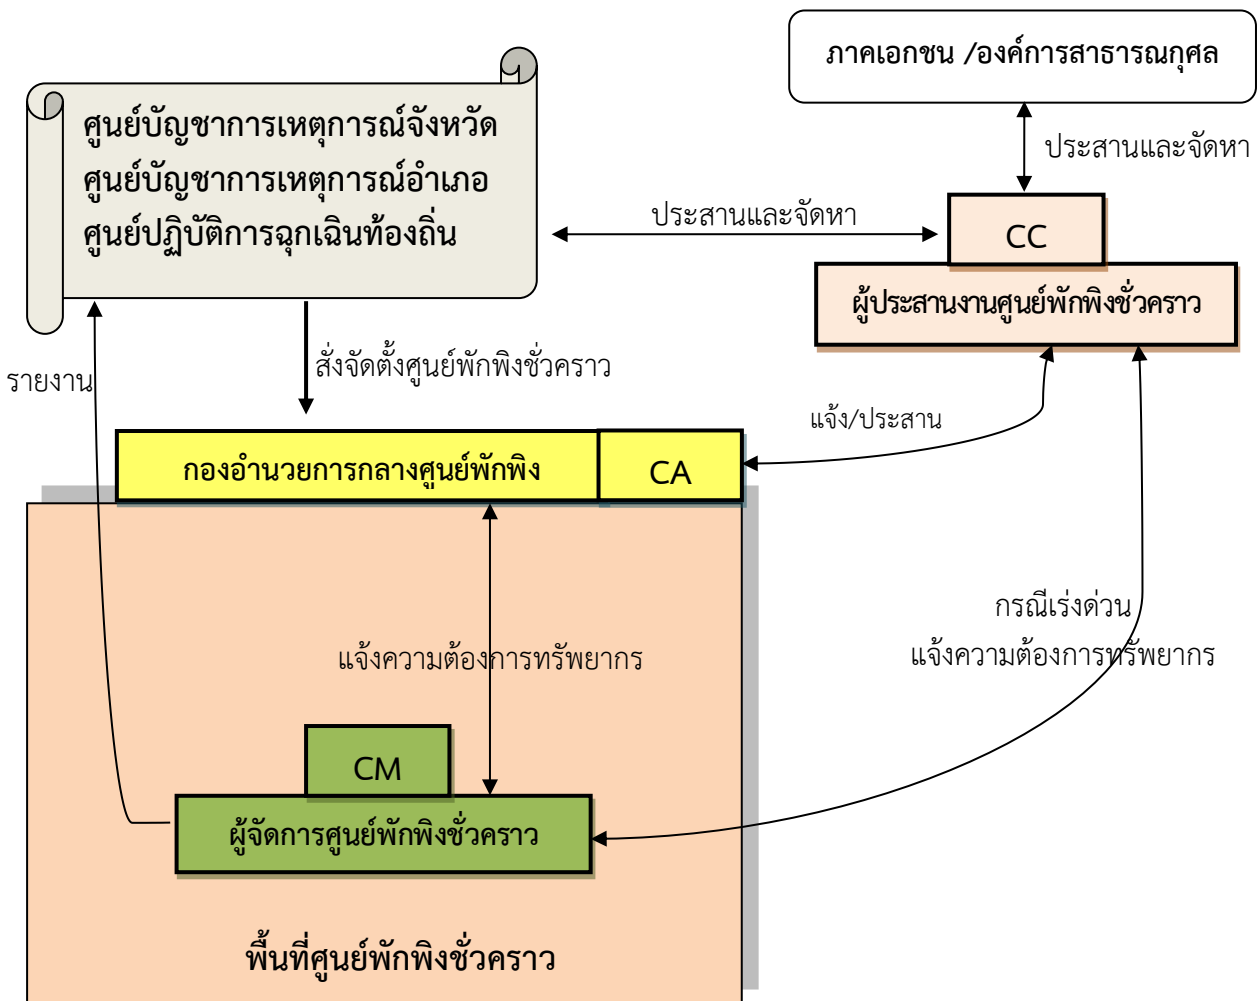 ภาคเอกชน /องค์การสาธารณกุศล
ศูนย์บัญชาการเหตุการณ์จังหวัด
ศูนย์บัญชาการเหตุการณ์อำเภอ
ศูนย์ปฏิบัติการฉุกเฉินท้องถิ่น
ประสานและจัดหา
ประสานและจัดหา
CC
ผู้ประสานงานศูนย์พักพิงชั่วคราว
รายงาน
สั่งจัดตั้งศูนย์พักพิงชั่วคราว
แจ้ง/ประสาน
กองอำนวยการกลางศูนย์พักพิง
CA
กรณีเร่งด่วน
แจ้งความต้องการทรัพยากร
แจ้งความต้องการทรัพยากร
CM
ผู้จัดการศูนย์พักพิงชั่วคราว
พื้นที่ศูนย์พักพิงชั่วคราว